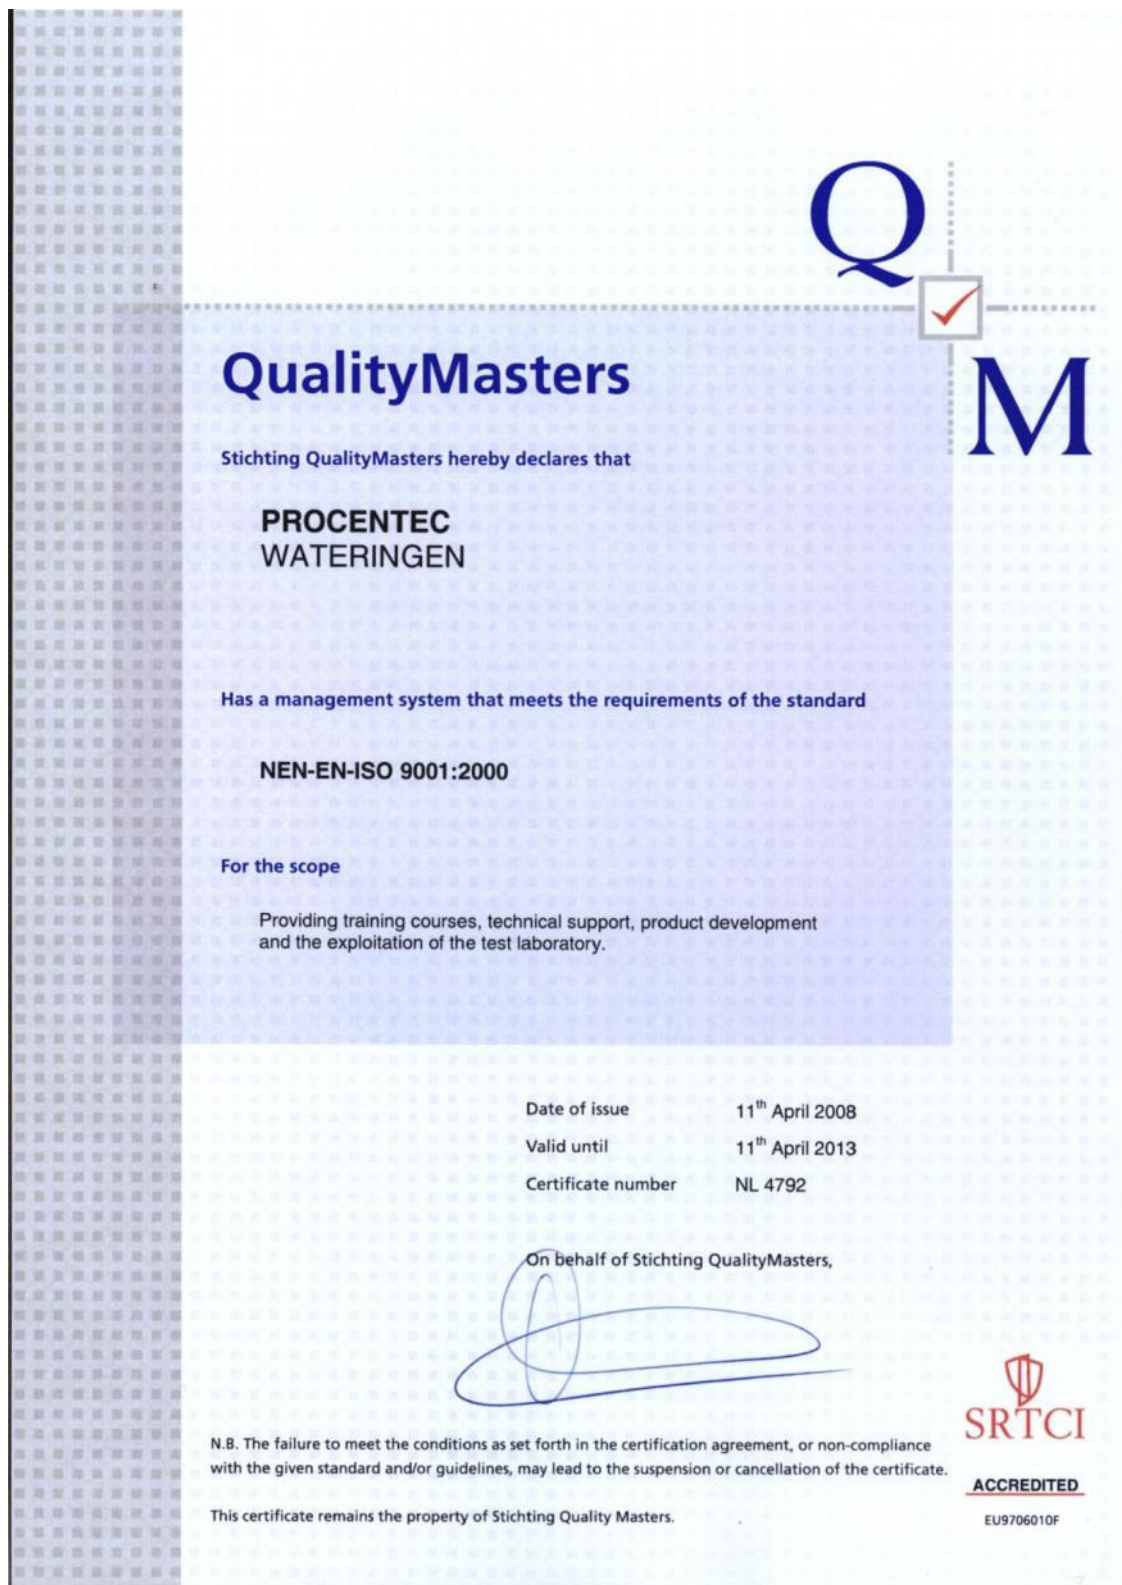 Q
M
QualityMasters
Stichting QualityMasters hereby declares that
PROCENTEC
WATERINGEN
Has a management system that meets the requirements of the standard
NEN-EN-ISO 9001:2000
For the scope
Providing training courses, technical support, product development
and the exploitation of the test laboratory.
Date of issue 11th April 2008
Valid until 11th April 2013
Certificate number NL 4792
On behalf of Stichting QualityMasters,
N.B. The failure to meet the conditions as set forth in the certification agreement, or non-compliance
with the given standard and/or guidelines, may lead to the suspension or cancellation of the certificate.
This certificate remains the property of Stichting Quality Masters.
SRTCI
ACCREDITED
EU9706010F